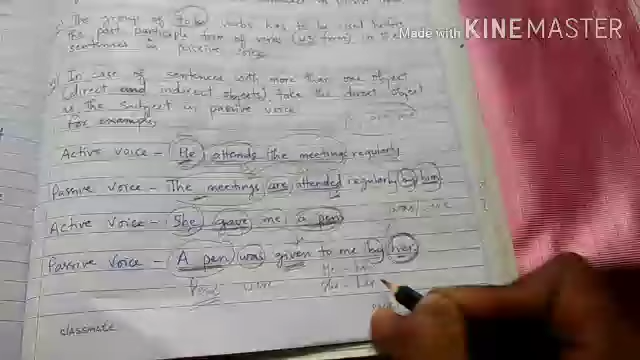 Made with KINEMASTER
The group of to be verbs has to be used before
the past participle form of verbs (V3 form) in the
sentences in passive voice
In case of sentences with more than one object
(direct and indirect objects) take the direct object
as the subject in passive voice
For example
Active voice - He attends the meetings regularly
Passive voice - The meetings are attended regularly by him
Active voice - She gave me a pen
Passive voice - A pen was given to me by her
He - him
She - her
classmate